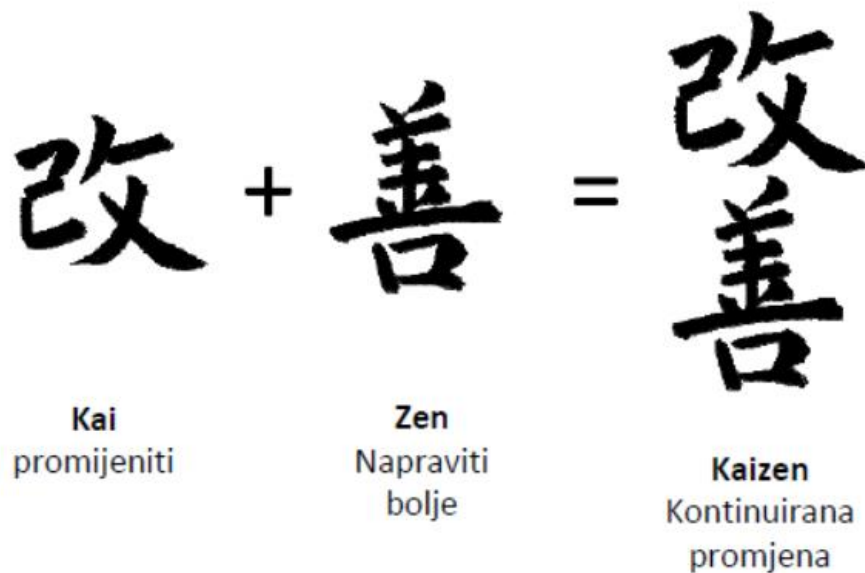 改 + 善 = 改善
Kai
promijeniti
Zen
Napraviti
bolje
Kaizen
Kontinuirana
promjena